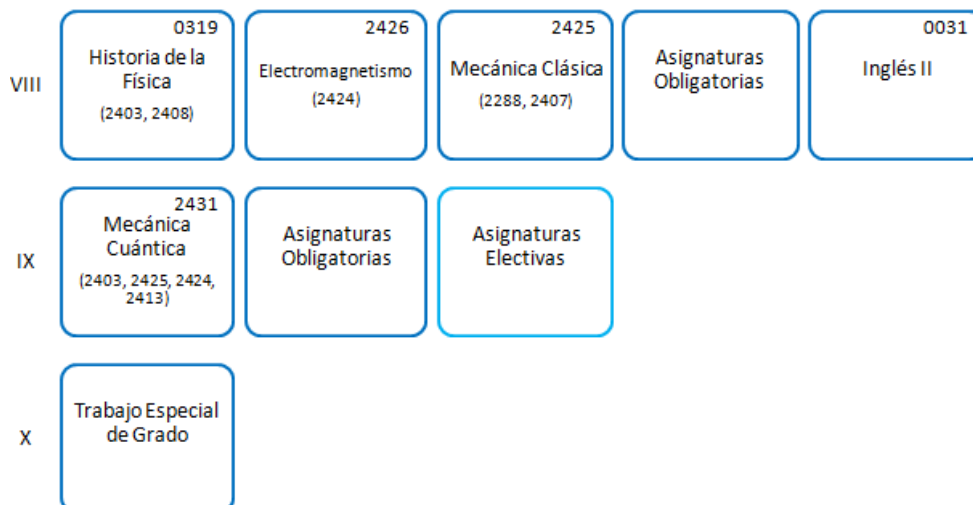 VIII
0319
Historia de la
Física
(2403, 2408)
2426
Electromagnetismo
(2424)
2425
Mecánica Clásica
(2288, 2407)
Asignaturas
Obligatorias
0031
Inglés II
IX
2431
Mecánica
Cuántica
(2403, 2425, 2424,
2413)
Asignaturas
Obligatorias
Asignaturas
Electivas
X
Trabajo Especial
de Grado